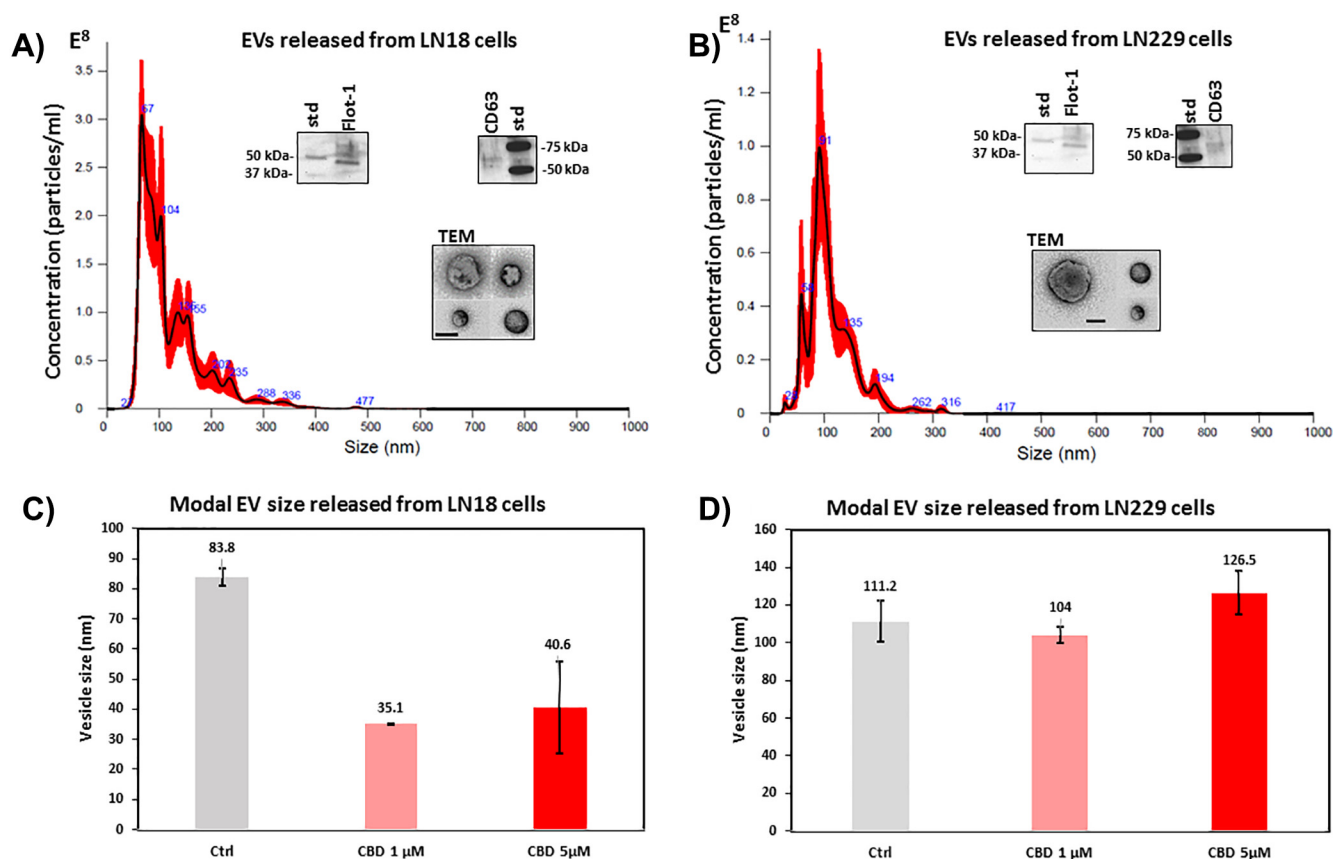 A)
E8
EVs released from LN18 cells
Concentration (particles/ml)
3.5
3.0
2.5
2.0
1.5
1.0
0.5
0
67
104
235
288
336
477
std
Flot-1
50 kDa-
37 kDa-
CD63
std
-75 kDa
-50 kDa
TEM
0 100 200 300 400 500 600 700 800 900 1000
Size (nm)
B)
E8
EVs released from LN229 cells
Concentration (particles/ml)
1.4
1.2
1.0
0.8
0.6
0.4
0.2
0
91
135
194
262
316
417
std
Flot-1
50 kDa-
37 kDa-
std
CD63
75 kDa-
50 kDa-
TEM
0 100 200 300 400 500 600 700 800 900 1000
Size (nm)
C)
Modal EV size released from LN18 cells
Vesicle size (nm)
100
90
80
70
60
50
40
30
20
10
0
83.8
35.1
40.6
Ctrl
CBD 1 μM
CBD 5μM
D)
Modal EV size released from LN229 cells
Vesicle size (nm)
160
140
120
100
80
60
40
20
0
111.2
104
126.5
Ctrl
CBD 1 μM
CBD 5μM